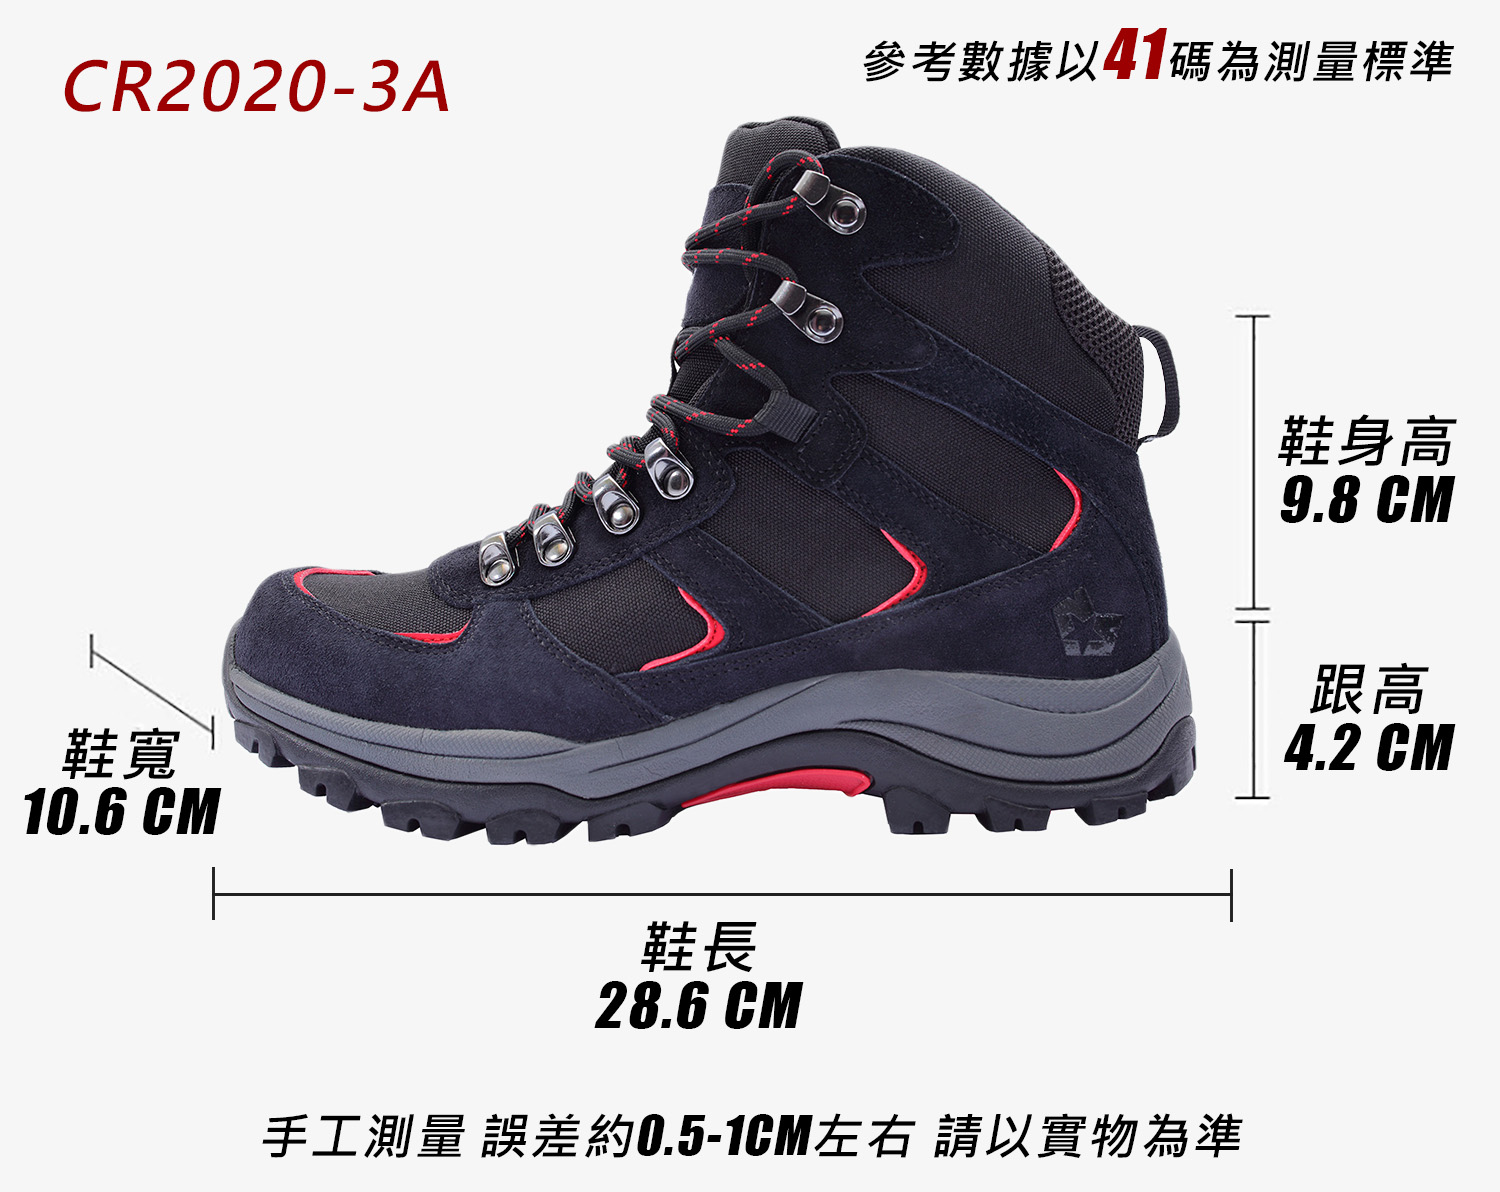 CR2020-3A
參考數據以41碼為測量標準
鞋身高
9.8 CM
跟高
4.2 CM
鞋寬
10.6 CM
鞋長
28.6 CM
手工測量 誤差約0.5-1CM左右 請以實物為準